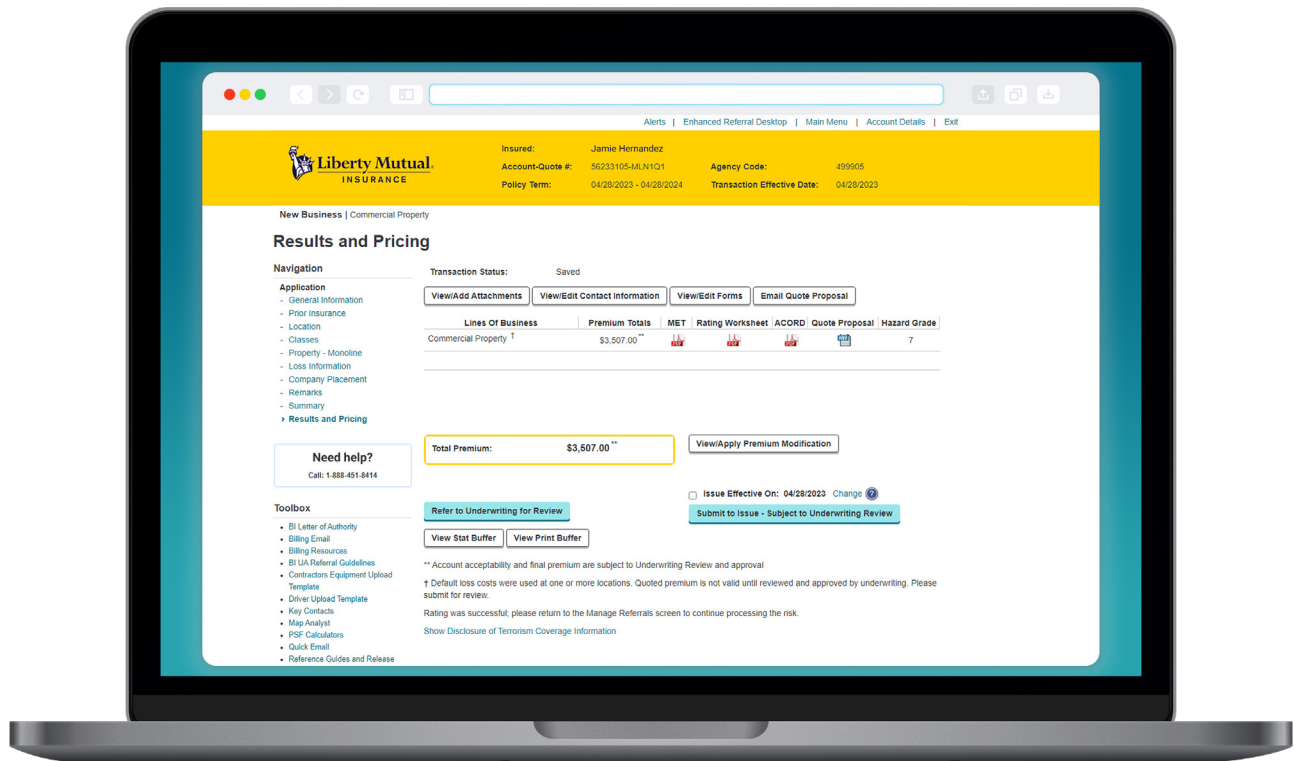 Alerts | Enhanced Referral Desktop | Main Menu | Account Details | Exit
Liberty Mutual.
INSURANCE
Insured: Jamie Hernandez
Account-Quote #: 56233105-MLN1Q1 Agency Code: 499905
Policy Term: 04/28/2023 - 04/28/2024 Transaction Effective Date: 04/28/2023
New Business | Commercial Property
Results and Pricing
Navigation
Application
- General Information
- Prior Insurance
- Location
- Classes
- Property - Monoline
- Loss Information
- Company Placement
- Remarks
- Summary
› Results and Pricing
Need help?
Call: 1-888-451-8414
Toolbox
• BI Letter of Authority
• Billing Email
• Billing Resources
• BI UA Referral Guidelines
• Contractors Equipment Upload
Template
• Driver Upload Template
• Key Contacts
• Map Analyst
• PSF Calculators
• Quick Email
• Reference Guides and Release
Transaction Status: Saved
View/Add Attachments View/Edit Contact Information View/Edit Forms Email Quote Proposal
Lines Of Business Premium Totals MET Rating Worksheet ACORD Quote Proposal Hazard Grade
Commercial Property † $3,507.00** PDF PDF PDF 7
Total Premium: $3,507.00** View/Apply Premium Modification
Issue Effective On: 04/28/2023 Change ?
Refer to Underwriting for Review Submit to Issue - Subject to Underwriting Review
View Stat Buffer View Print Buffer
** Account acceptability and final premium are subject to Underwriting Review and approval
† Default loss costs were used at one or more locations. Quoted premium is not valid until reviewed and approved by underwriting. Please
submit for review.
Rating was successful; please return to the Manage Referrals screen to continue processing the risk.
Show Disclosure of Terrorism Coverage Information